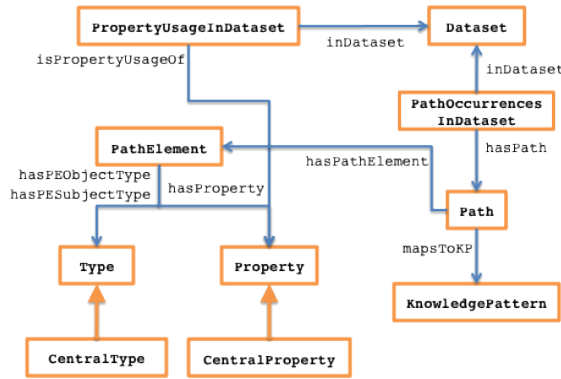 PropertyUsageInDataset
Dataset
inDataset
isPropertyUsageOf
inDataset
PathOccurrences
InDataset
PathElement
hasPathElement
hasPath
hasPEObjectType
hasPESubjectType
hasProperty
Path
mapsToKP
Type
Property
KnowledgePattern
CentralType
CentralProperty